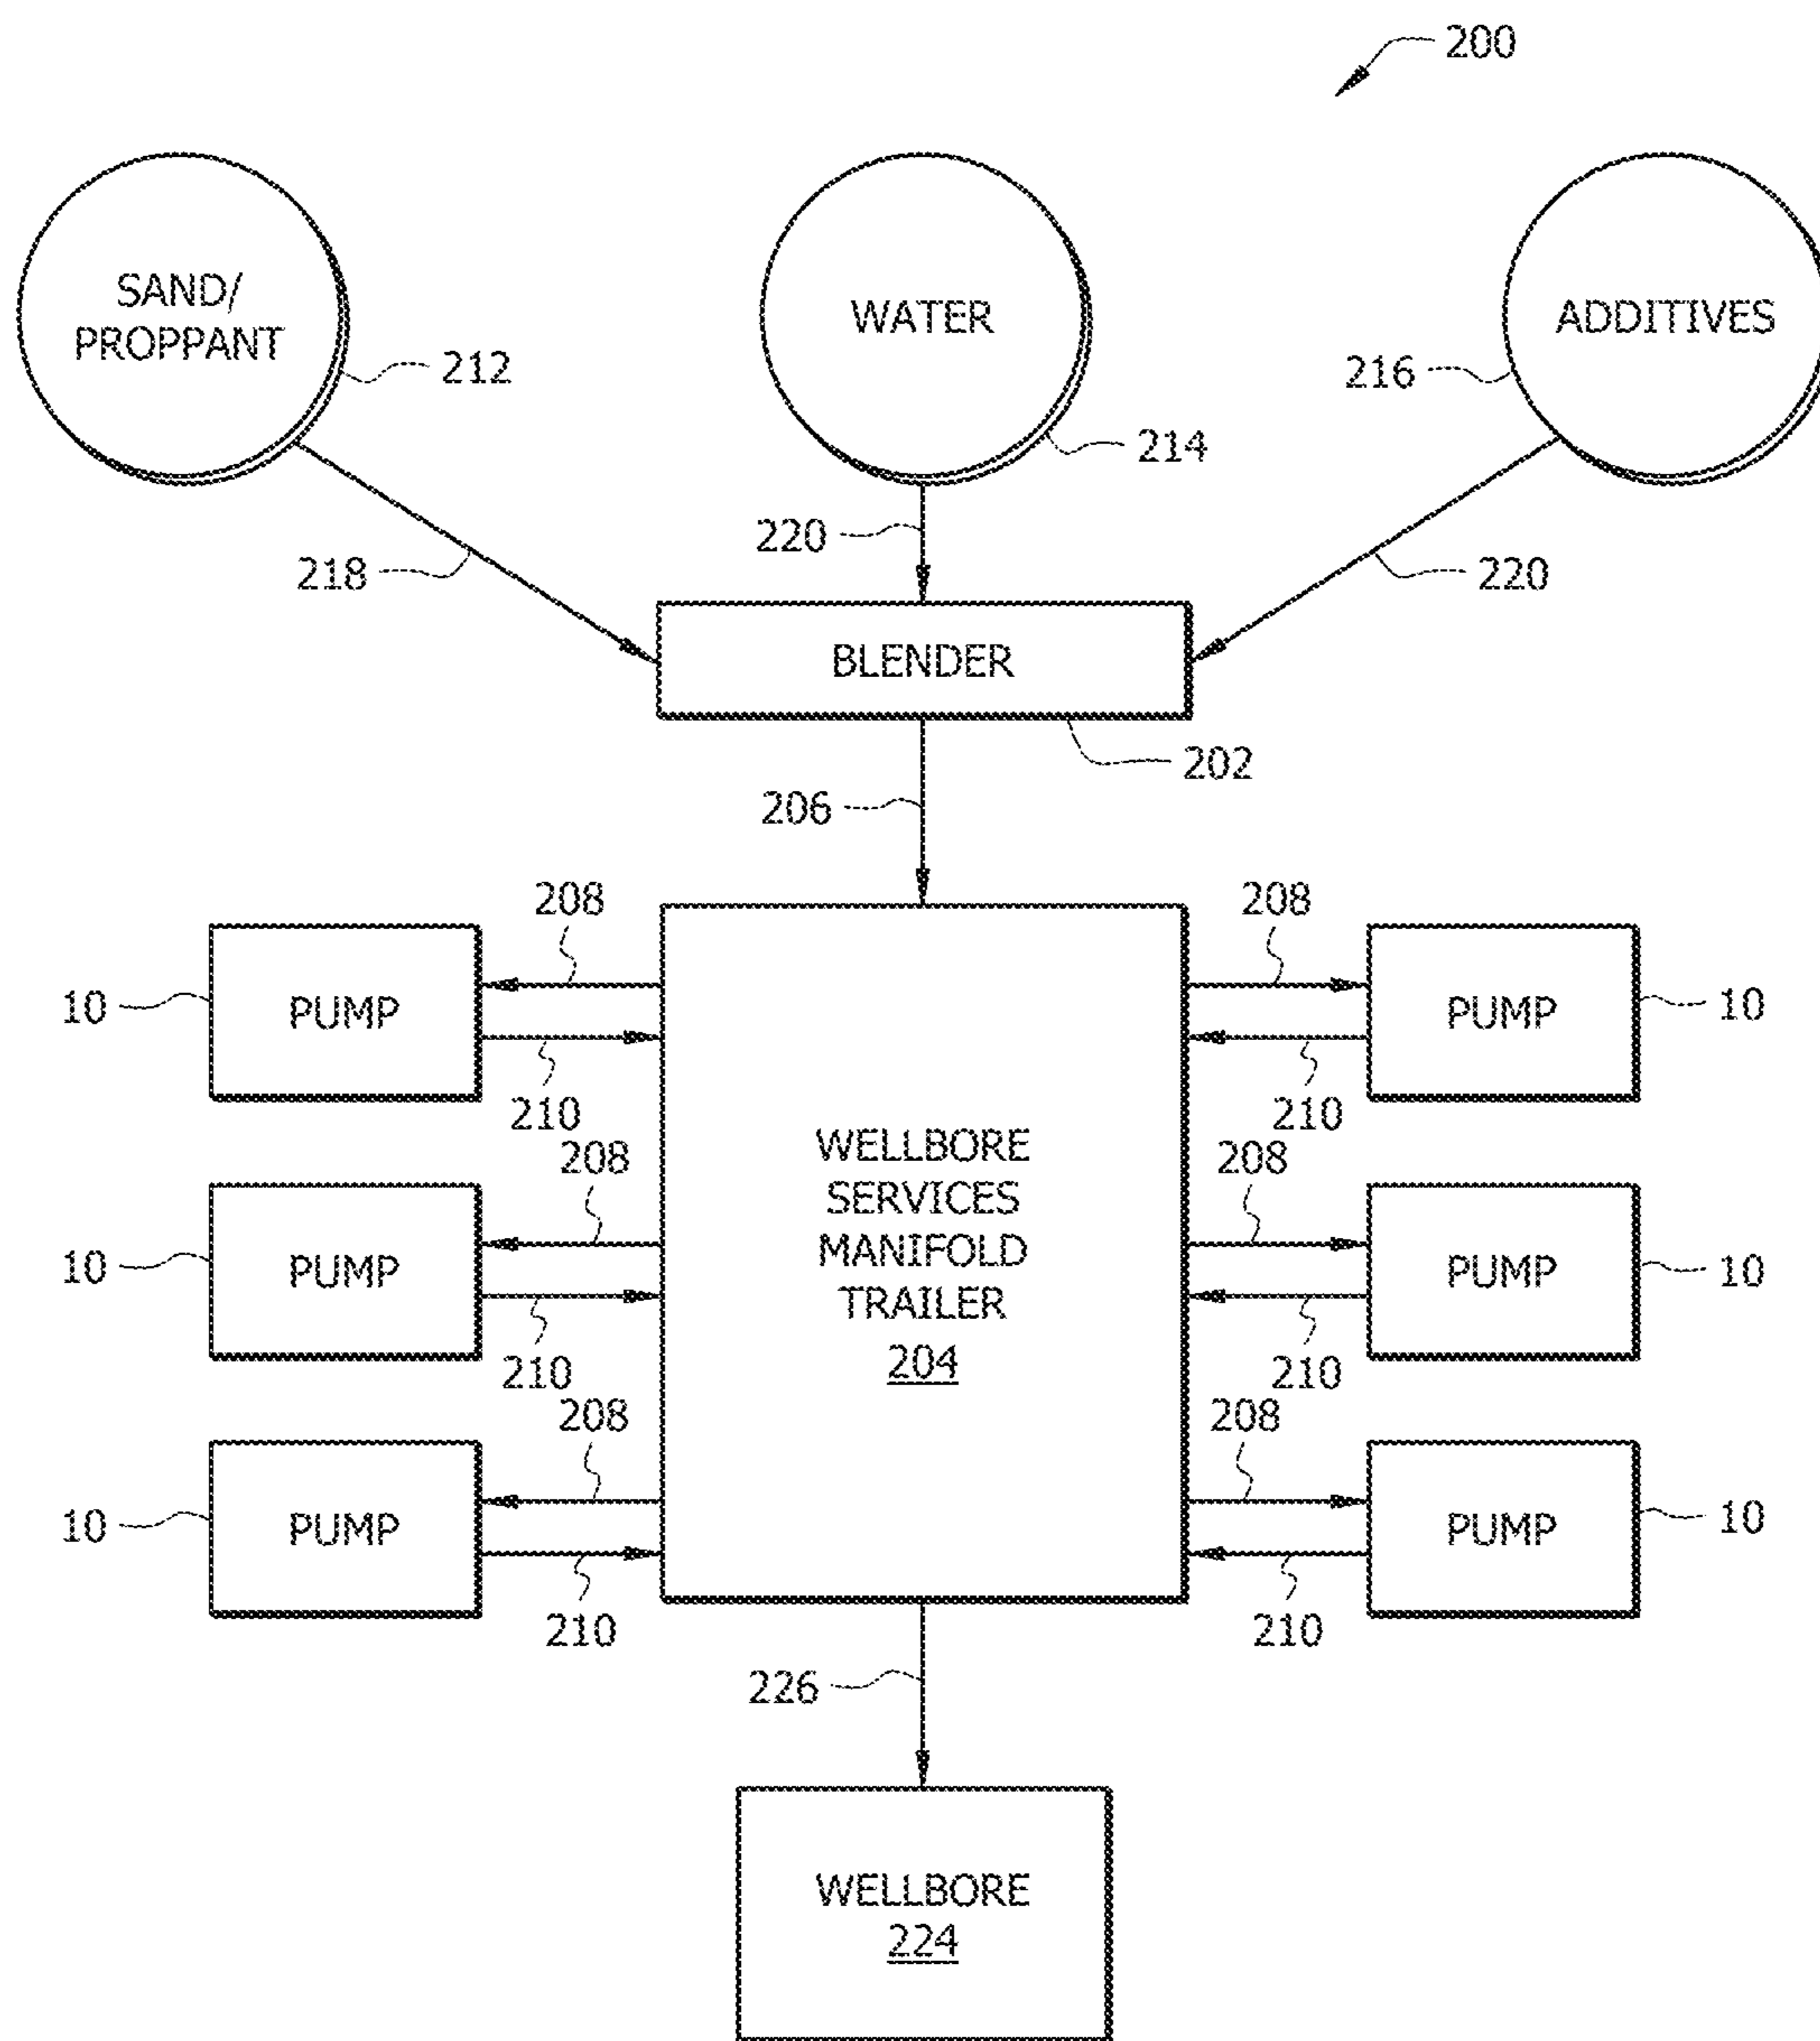 200
SAND/
PROPPANT
WATER
ADDITIVES
212
216
214
220
218
220
BLENDER
202
206
208
208
10
PUMP
PUMP
10
210
210
WELLBORE
SERVICES
MANIFOLD
TRAILER
204
208
208
10
PUMP
PUMP
10
210
210
208
208
10
PUMP
PUMP
10
210
210
226
WELLBORE
224